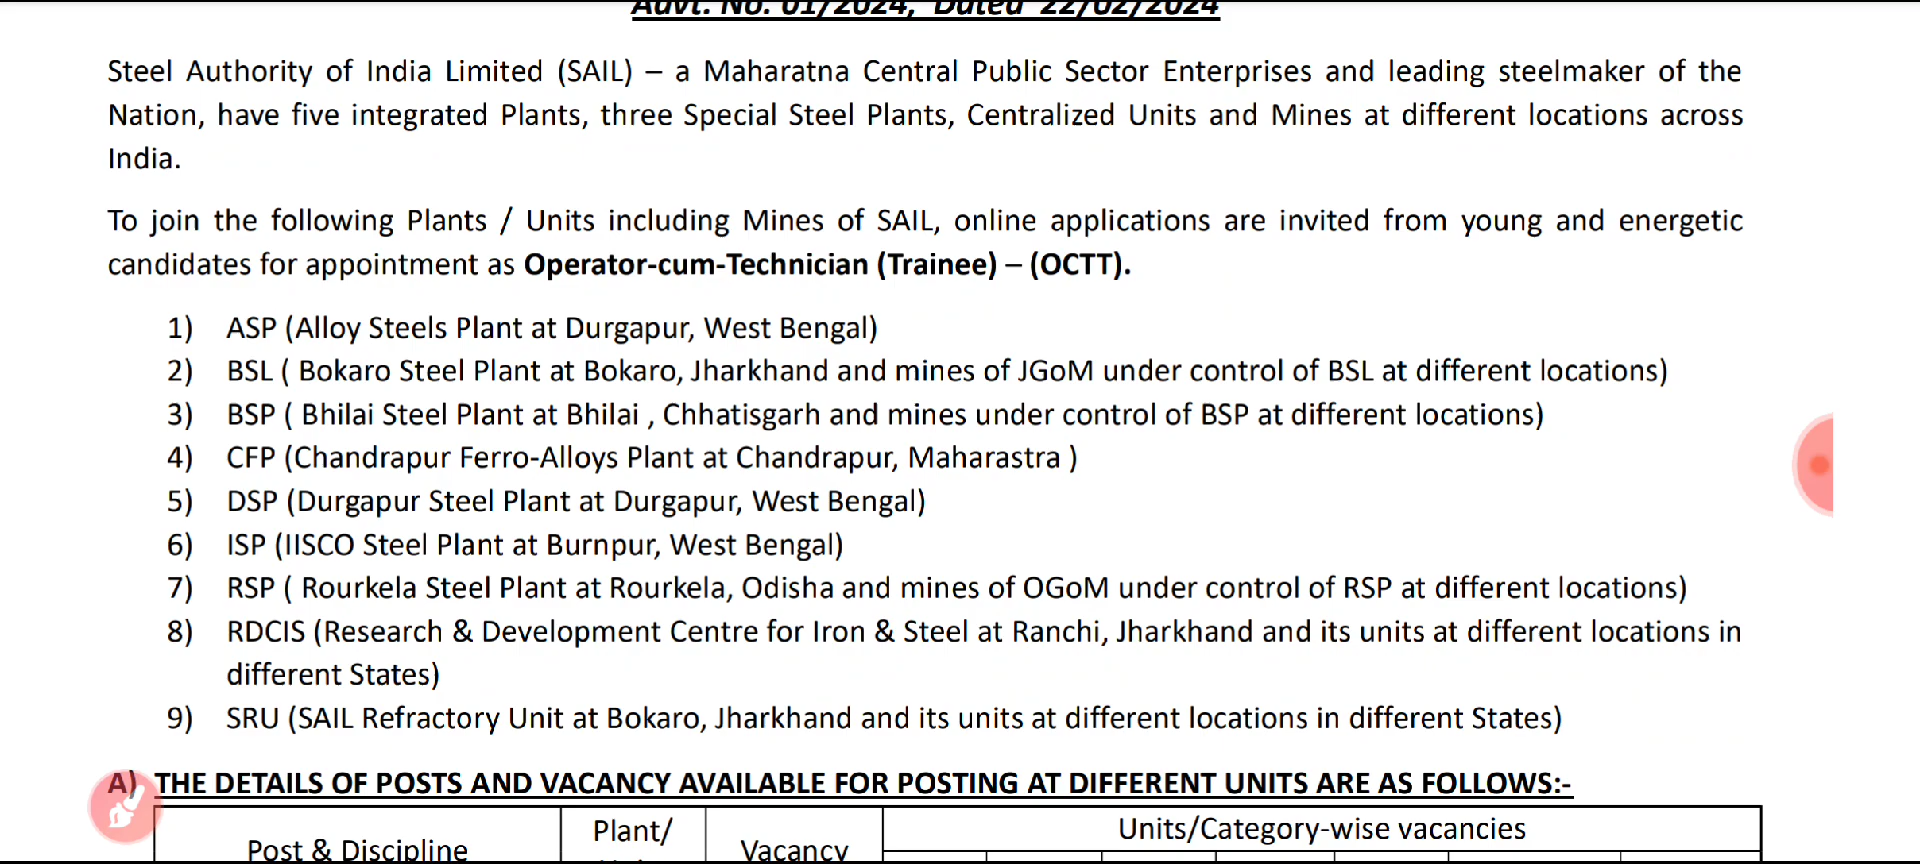 Advt. No. 01/2024, Dated 22/02/2024
Steel Authority of India Limited (SAIL) – a Maharatna Central Public Sector Enterprises and leading steelmaker of the
Nation, have five integrated Plants, three Special Steel Plants, Centralized Units and Mines at different locations across
India.
To join the following Plants / Units including Mines of SAIL, online applications are invited from young and energetic
candidates for appointment as Operator-cum-Technician (Trainee) – (OCTT).
1) ASP (Alloy Steels Plant at Durgapur, West Bengal)
2) BSL ( Bokaro Steel Plant at Bokaro, Jharkhand and mines of JGoM under control of BSL at different locations)
3) BSP ( Bhilai Steel Plant at Bhilai , Chhatisgarh and mines under control of BSP at different locations)
4) CFP (Chandrapur Ferro-Alloys Plant at Chandrapur, Maharastra )
5) DSP (Durgapur Steel Plant at Durgapur, West Bengal)
6) ISP (IISCO Steel Plant at Burnpur, West Bengal)
7) RSP ( Rourkela Steel Plant at Rourkela, Odisha and mines of OGoM under control of RSP at different locations)
8) RDCIS (Research & Development Centre for Iron & Steel at Ranchi, Jharkhand and its units at different locations in
different States)
9) SRU (SAIL Refractory Unit at Bokaro, Jharkhand and its units at different locations in different States)
A) THE DETAILS OF POSTS AND VACANCY AVAILABLE FOR POSTING AT DIFFERENT UNITS ARE AS FOLLOWS:-
Post & Discipline
Plant/
Vacancy
Units/Category-wise vacancies